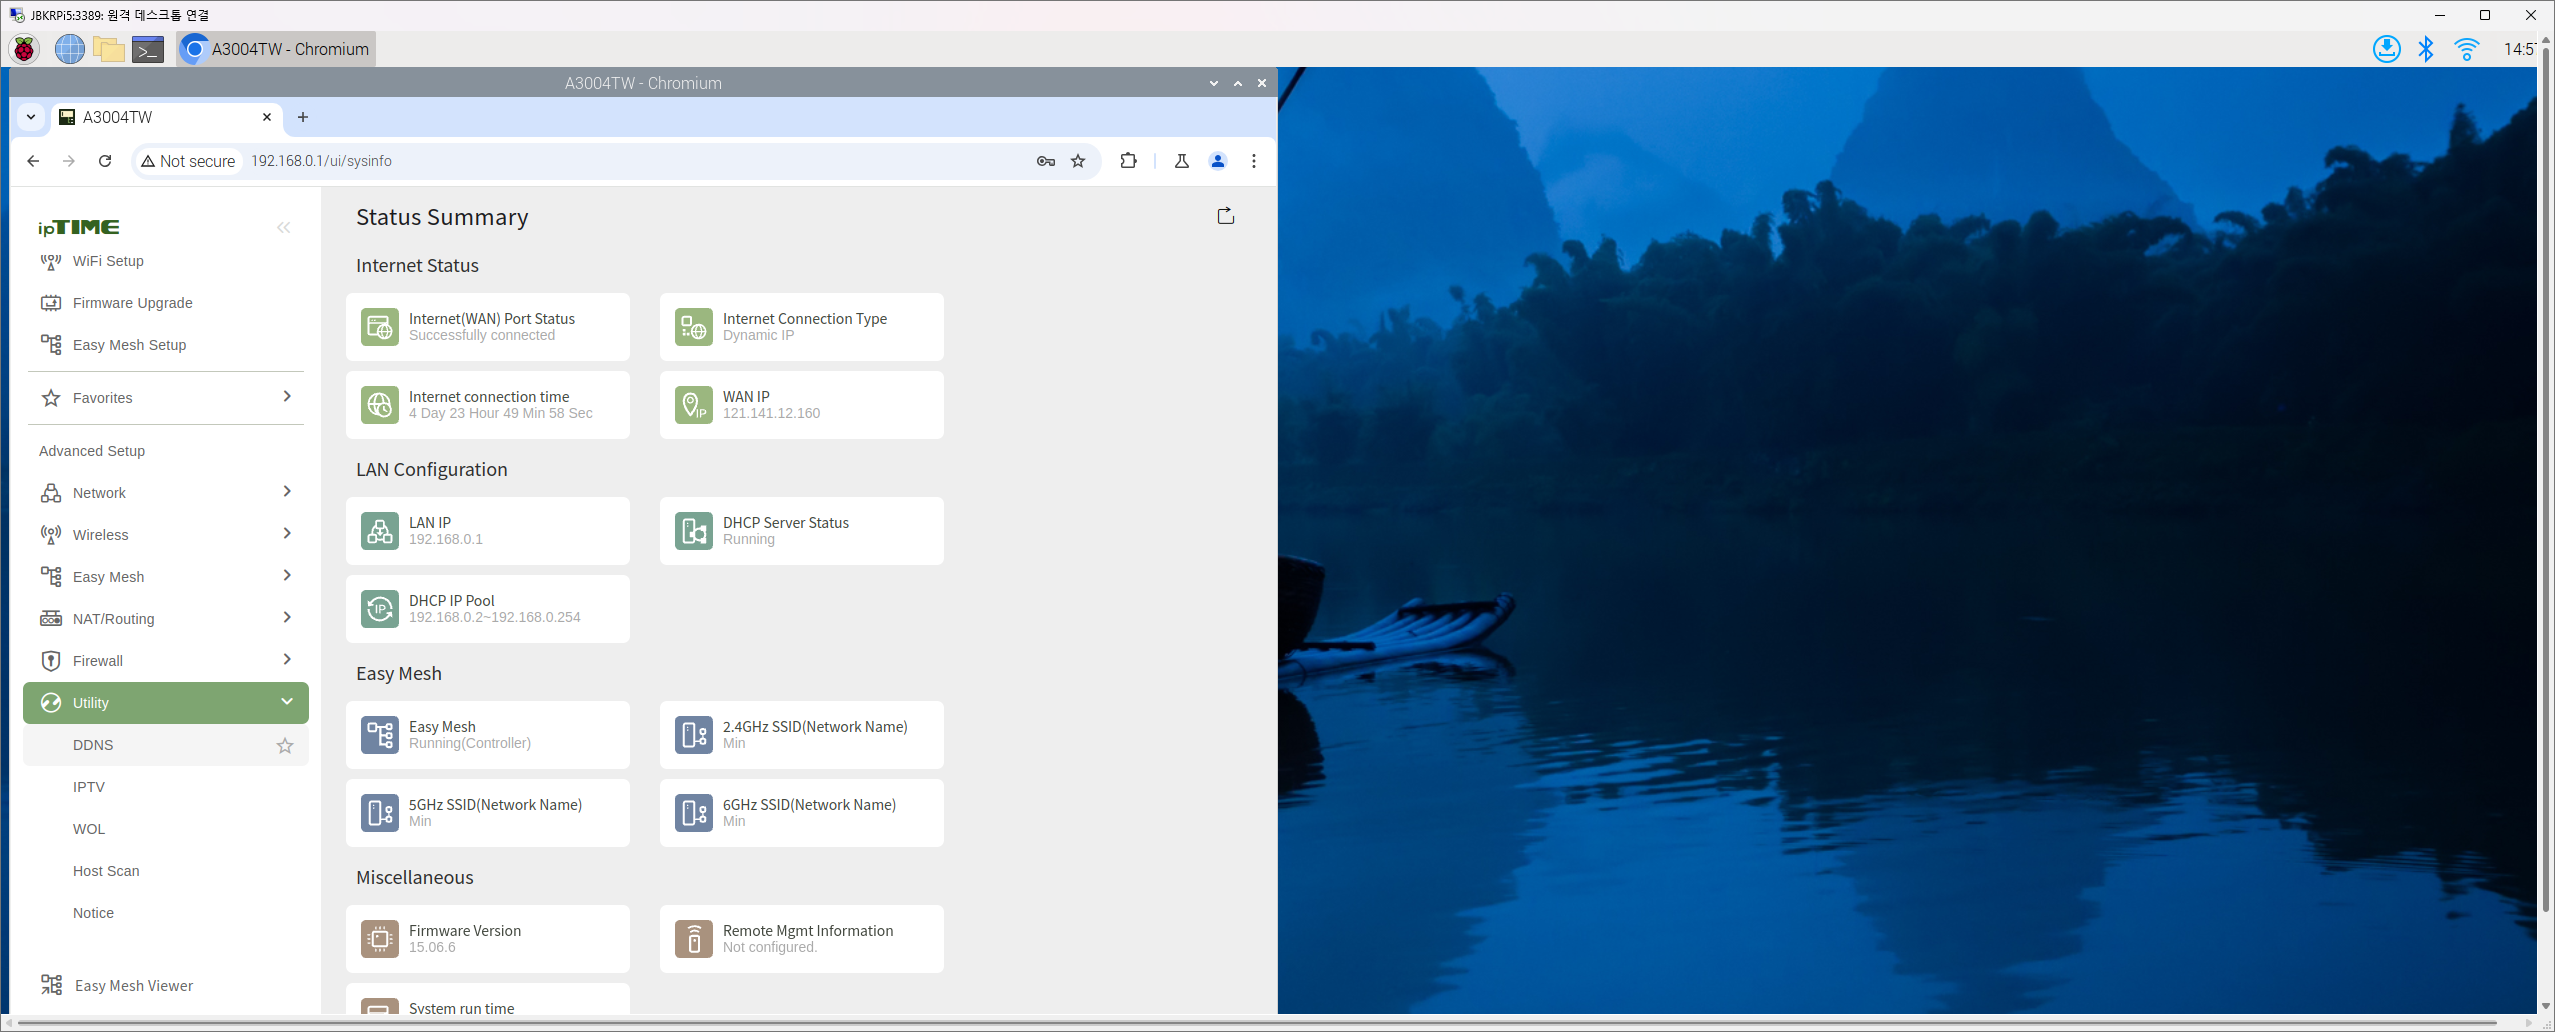 JBKRPi5:3389: 원격 데스크톱 연결
A3004TW - Chromium
14:5
A3004TW - Chromium
A3004TW
Not secure
192.168.0.1/ui/sysinfo
ipTIME
WiFi Setup
Firmware Upgrade
Easy Mesh Setup
Favorites
Advanced Setup
Network
Wireless
Easy Mesh
NAT/Routing
Firewall
Utility
DDNS
IPTV
WOL
Host Scan
Notice
Easy Mesh Viewer
Status Summary
Internet Status
Internet(WAN) Port Status
Successfully connected
Internet Connection Type
Dynamic IP
Internet connection time
4 Day 23 Hour 49 Min 58 Sec
WAN IP
121.141.12.160
LAN Configuration
LAN IP
192.168.0.1
DHCP Server Status
Running
DHCP IP Pool
192.168.0.2~192.168.0.254
Easy Mesh
Easy Mesh
Running(Controller)
2.4GHz SSID(Network Name)
Min
5GHz SSID(Network Name)
Min
6GHz SSID(Network Name)
Min
Miscellaneous
Firmware Version
15.06.6
Remote Mgmt Information
Not configured.
System run time